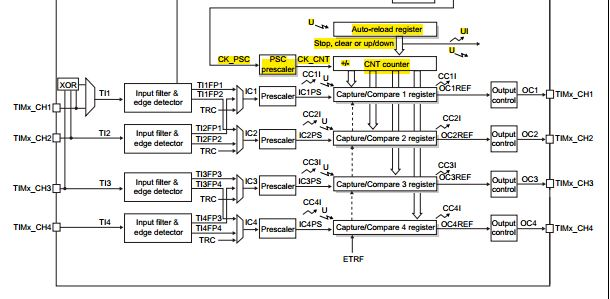 U
Auto-reload register
UI
Stop, clear or up/down
U
CK_PSC
PSC
prescaler
CK_CNT
+/-
CNT counter
XOR
TI1
Input filter &
edge detector
TI1FP1
TI1FP2
TRC
IC1
Prescaler
IC1PS
CC1I
U
Capture/Compare 1 register
CC1I
OC1REF
Output
control
OC1
TIMx_CH1
TIMx_CH1
TIMx_CH2
TI2
Input filter &
edge detector
TI2FP1
TI2FP2
TRC
IC2
Prescaler
IC2PS
CC2I
U
Capture/Compare 2 register
CC2I
OC2REF
Output
control
OC2
TIMx_CH2
TIMx_CH3
TI3
Input filter &
edge detector
TI3FP3
TI3FP4
TRC
IC3
Prescaler
IC3PS
CC3I
U
Capture/Compare 3 register
CC3I
OC3REF
Output
control
OC3
TIMx_CH3
TIMx_CH4
TI4
Input filter &
edge detector
TI4FP3
TI4FP4
TRC
IC4
Prescaler
IC4PS
CC4I
U
Capture/Compare 4 register
CC4I
OC4REF
Output
control
OC4
TIMx_CH4
ETRF